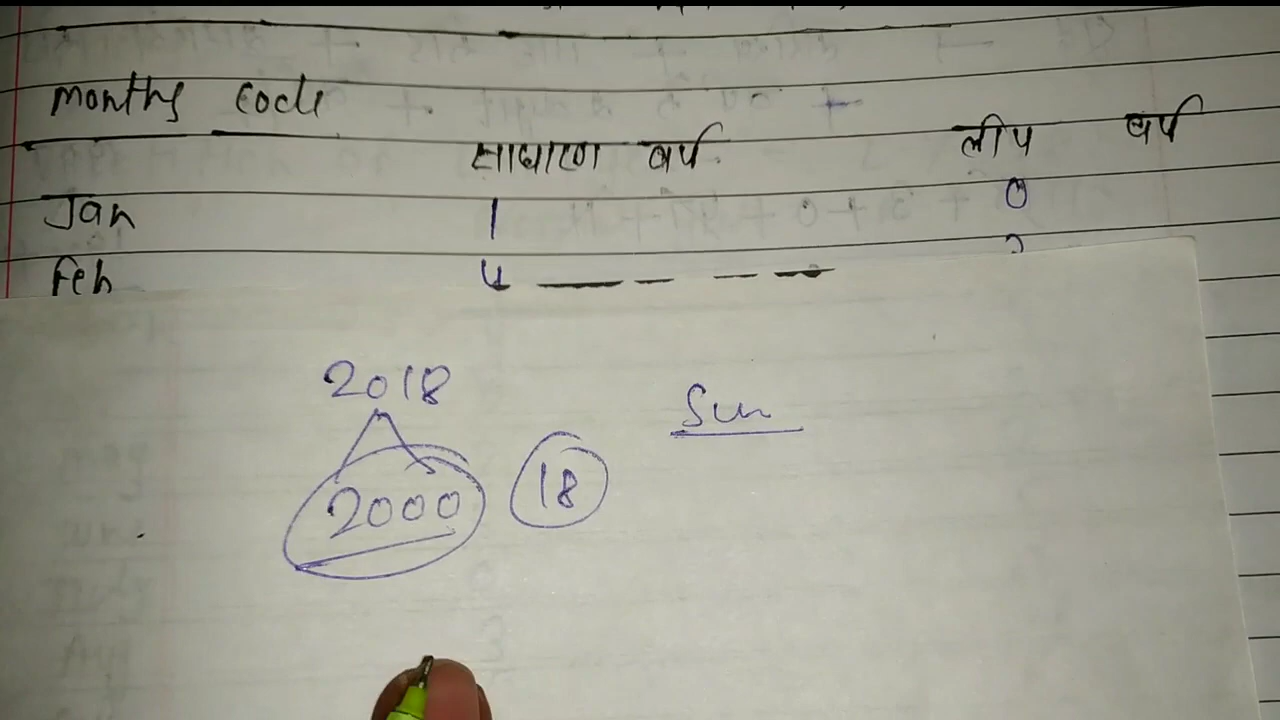 months code
साधारण वर्ष लीप वर्ष
Jan 1 0
Feb 4
2018
2000 18 Sun